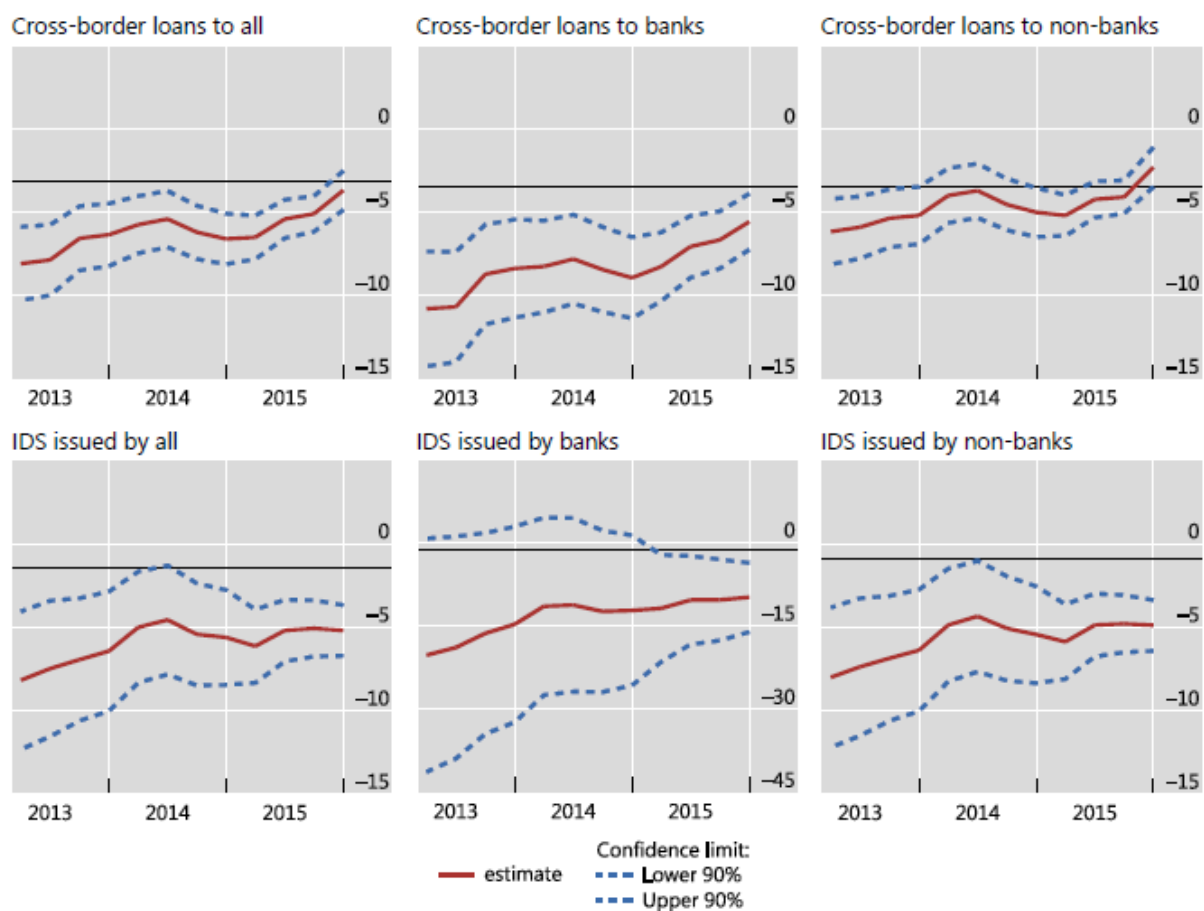 Cross-border loans to all
Cross-border loans to banks
Cross-border loans to non-banks
0
–5
–10
–15
2013 2014 2015
0
–5
–10
–15
2013 2014 2015
0
–5
–10
–15
2013 2014 2015
IDS issued by all
IDS issued by banks
IDS issued by non-banks
0
–5
–10
–15
2013 2014 2015
0
–15
–30
–45
2013 2014 2015
0
–5
–10
–15
2013 2014 2015
estimate
Confidence limit:
Lower 90%
Upper 90%